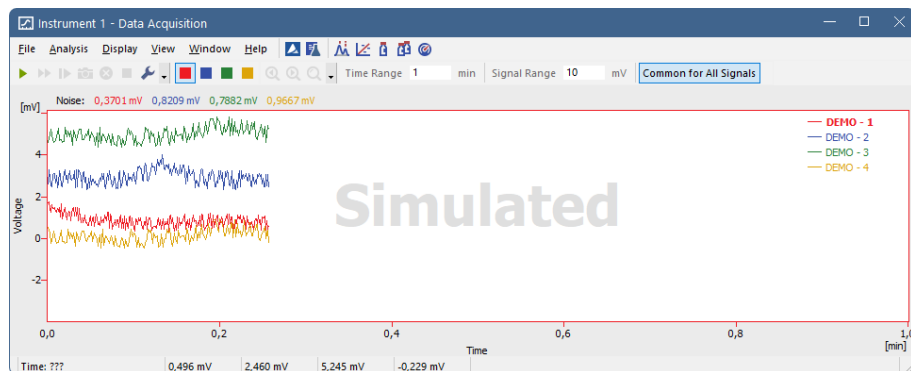 Instrument 1 - Data Acquisition
File Analysis Display View Window Help
Time Range 1 min Signal Range 10 mV Common for All Signals
Noise: 0,3701 mV 0,8209 mV 0,7882 mV 0,9667 mV
[mV]
DEMO - 1
DEMO - 2
DEMO - 3
DEMO - 4
4
2
0
-2
Voltage
Simulated
0,0 0,2 0,4 0,6 0,8 1,0
Time
[min]
Time: ??? 0,496 mV 2,460 mV 5,245 mV -0,229 mV